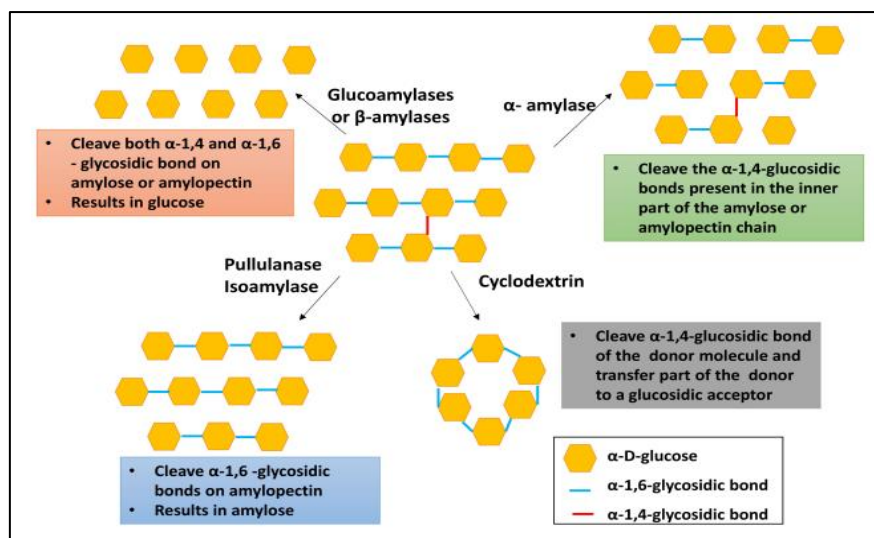 Glucoamylases
or β-amylases
α- amylase
• Cleave both α-1,4 and α-1,6
- glycosidic bond on
amylose or amylopectin
• Results in glucose
• Cleave the α-1,4-glucosidic
bonds present in the inner
part of the amylose or
amylopectin chain
Pullulanase
Isoamylase
Cyclodextrin
• Cleave α-1,4-glucosidic bond
of the donor molecule and
transfer part of the donor
to a glucosidic acceptor
• Cleave α-1,6 -glycosidic
bonds on amylopectin
• Results in amylose
α-D-glucose
α-1,6-glycosidic bond
α-1,4-glycosidic bond